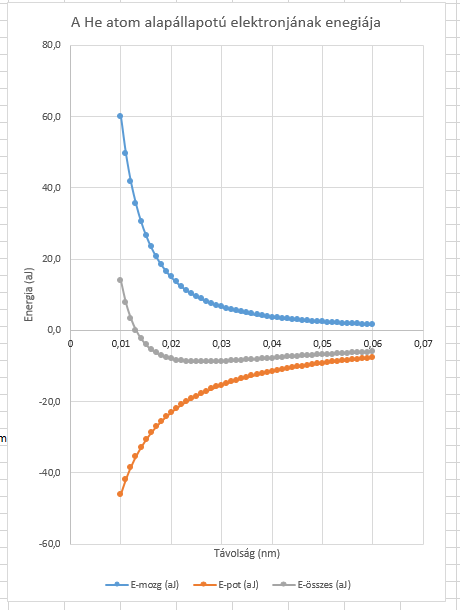 A He atom alapállapotú elektronjának enegiája
80,0
60,0
40,0
20,0
0,0
-20,0
-40,0
-60,0
0
0,01
0,02
0,03
0,04
0,05
0,06
0,07
Energia (aJ)
Távolság (nm)
E-mozg (aJ)
E-pot (aJ)
E-összes (aJ)
m